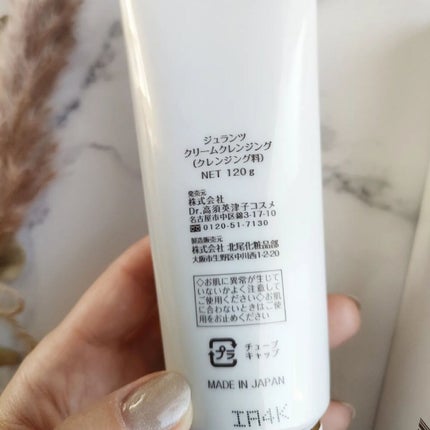 ジュランツ
クリームクレンジング
(クレンジング料)
NET 120g
発売元
株式会社
Dr.高須英津子コスメ
名古屋市中区錦3-17-10
☎0120-51-7130
製造販売元
株式会社 北尾化粧品部
大阪市生野区中川西1-2-20
◇お肌に異常が生じて
いないかよく注意して
ご使用ください◇お肌
に合わないときはご使
用をお止めください
プラ
チューブ
キャップ
MADE IN JAPAN
IA4K